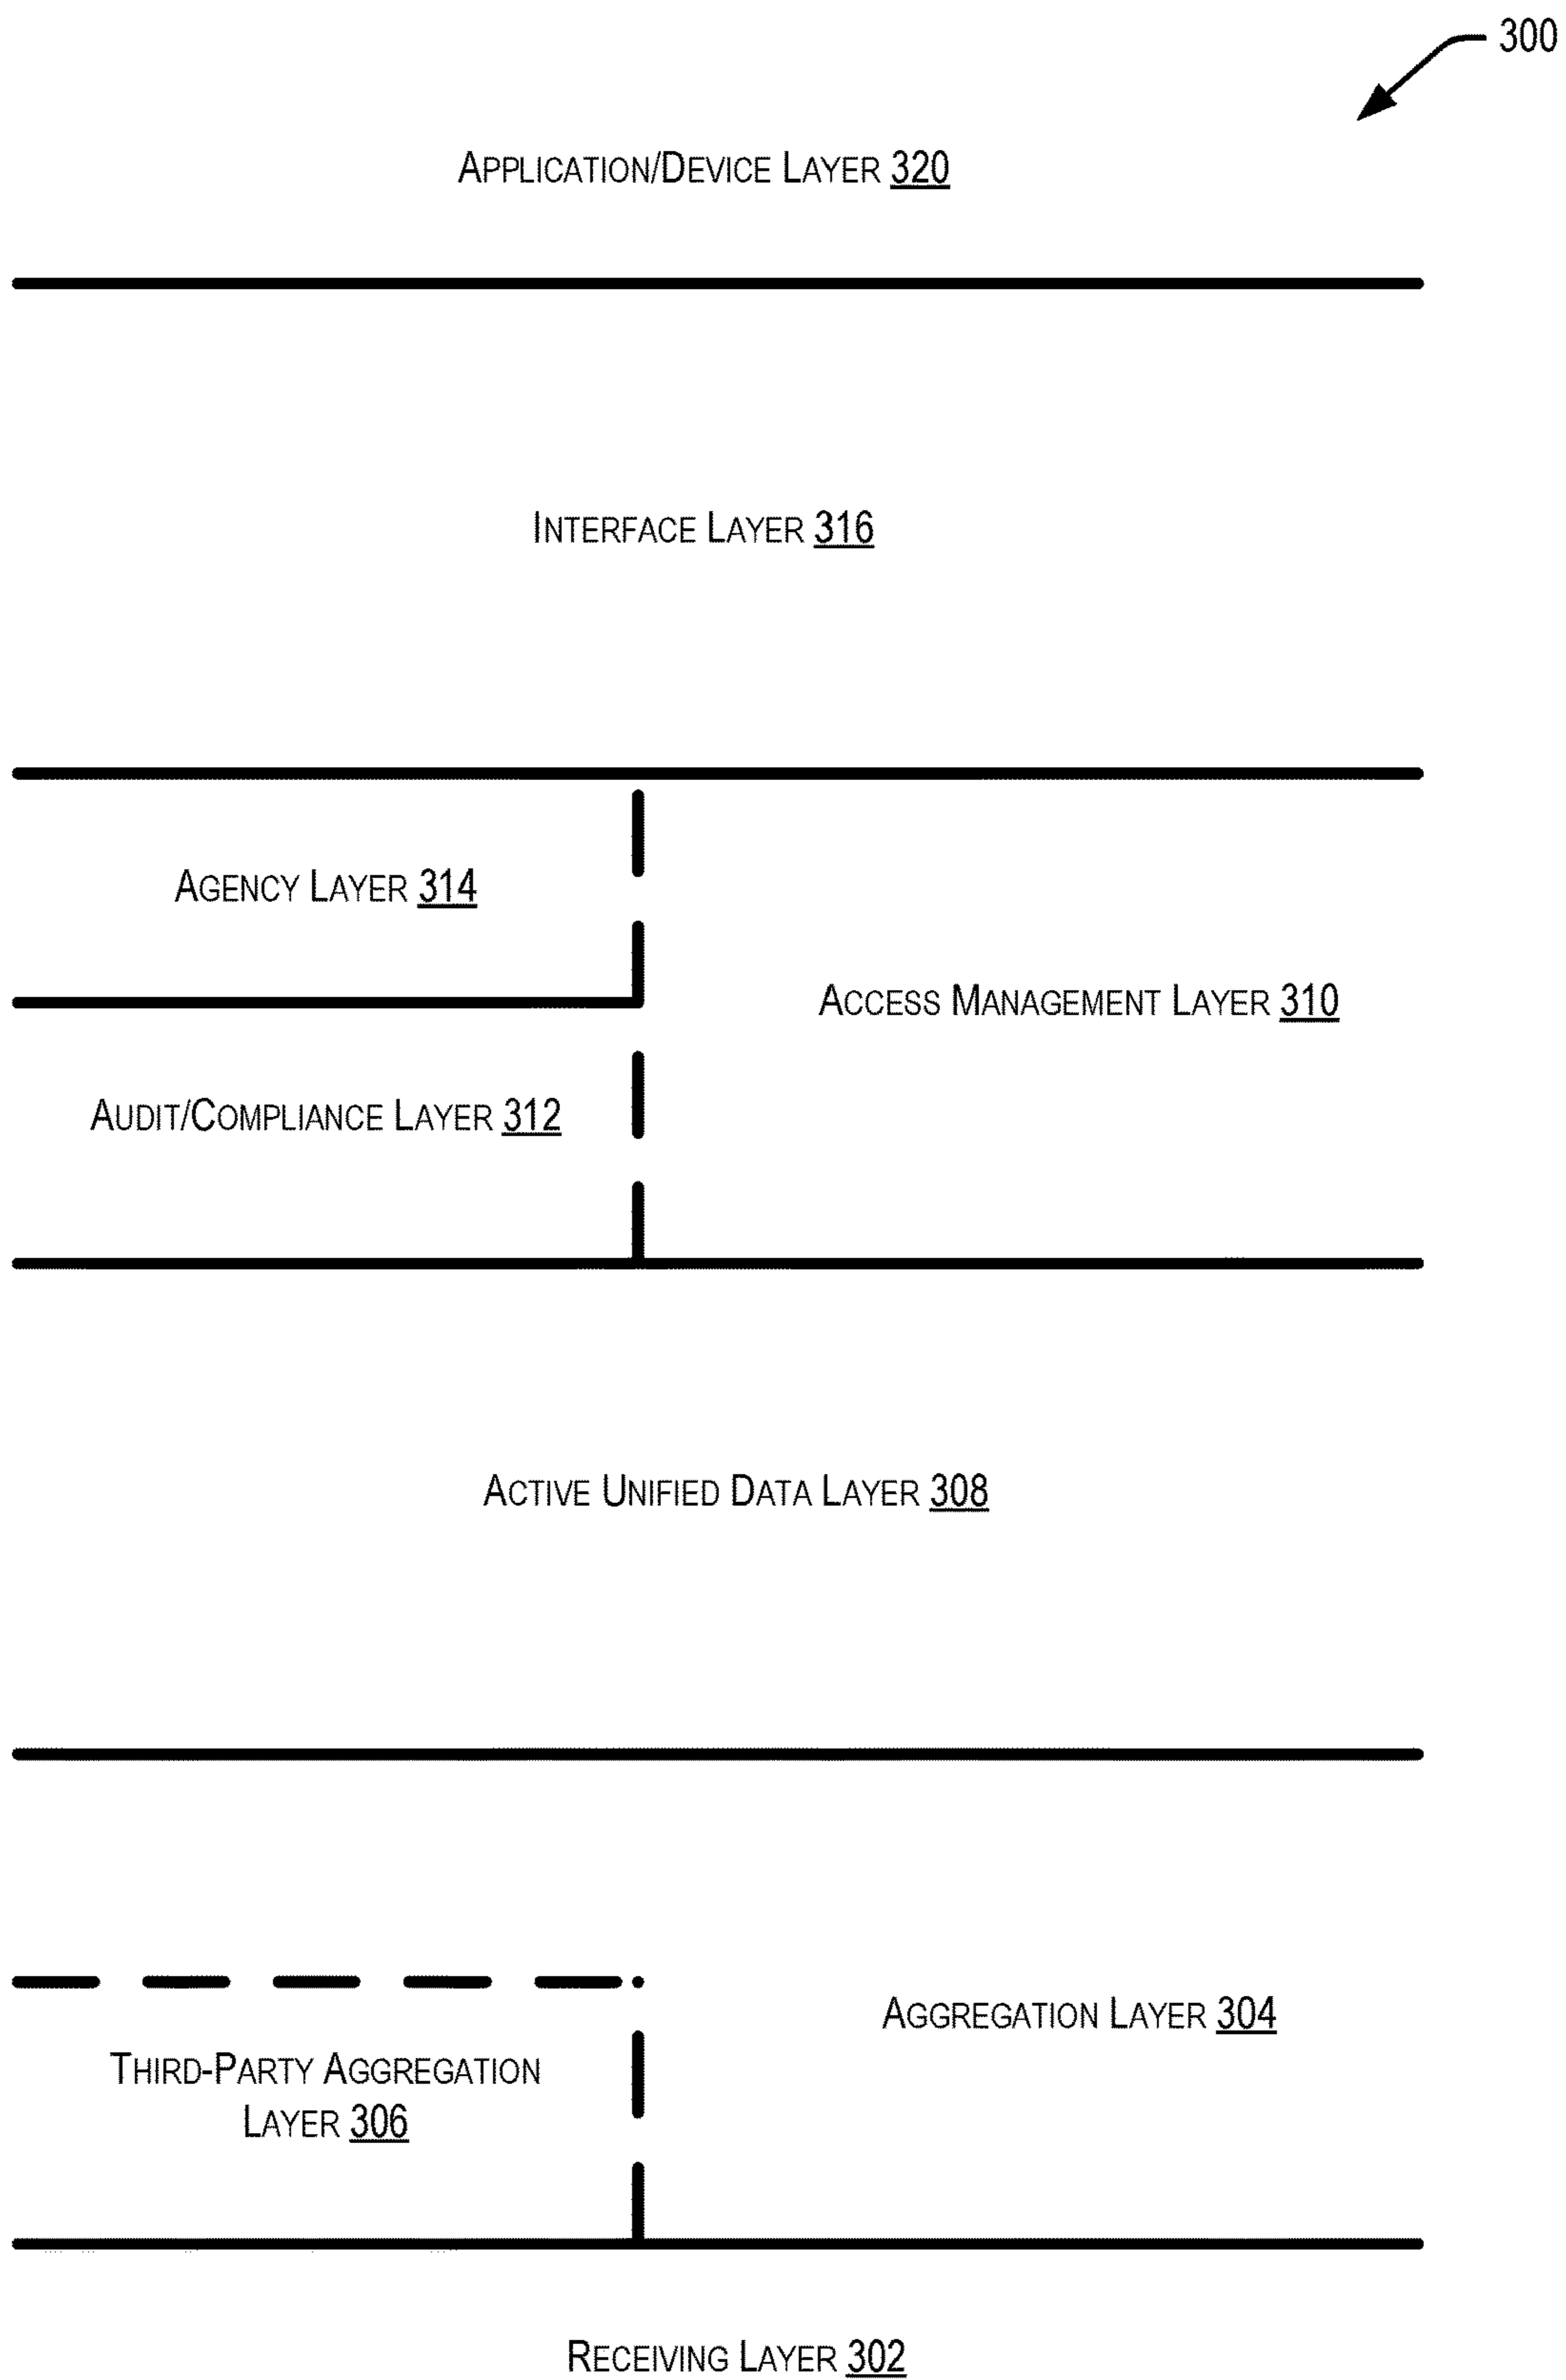 300
APPLICATION/DEVICE LAYER 320
INTERFACE LAYER 316
AGENCY LAYER 314
ACCESS MANAGEMENT LAYER 310
AUDIT/COMPLIANCE LAYER 312
ACTIVE UNIFIED DATA LAYER 308
AGGREGATION LAYER 304
THIRD-PARTY AGGREGATION
LAYER 306
RECEIVING LAYER 302